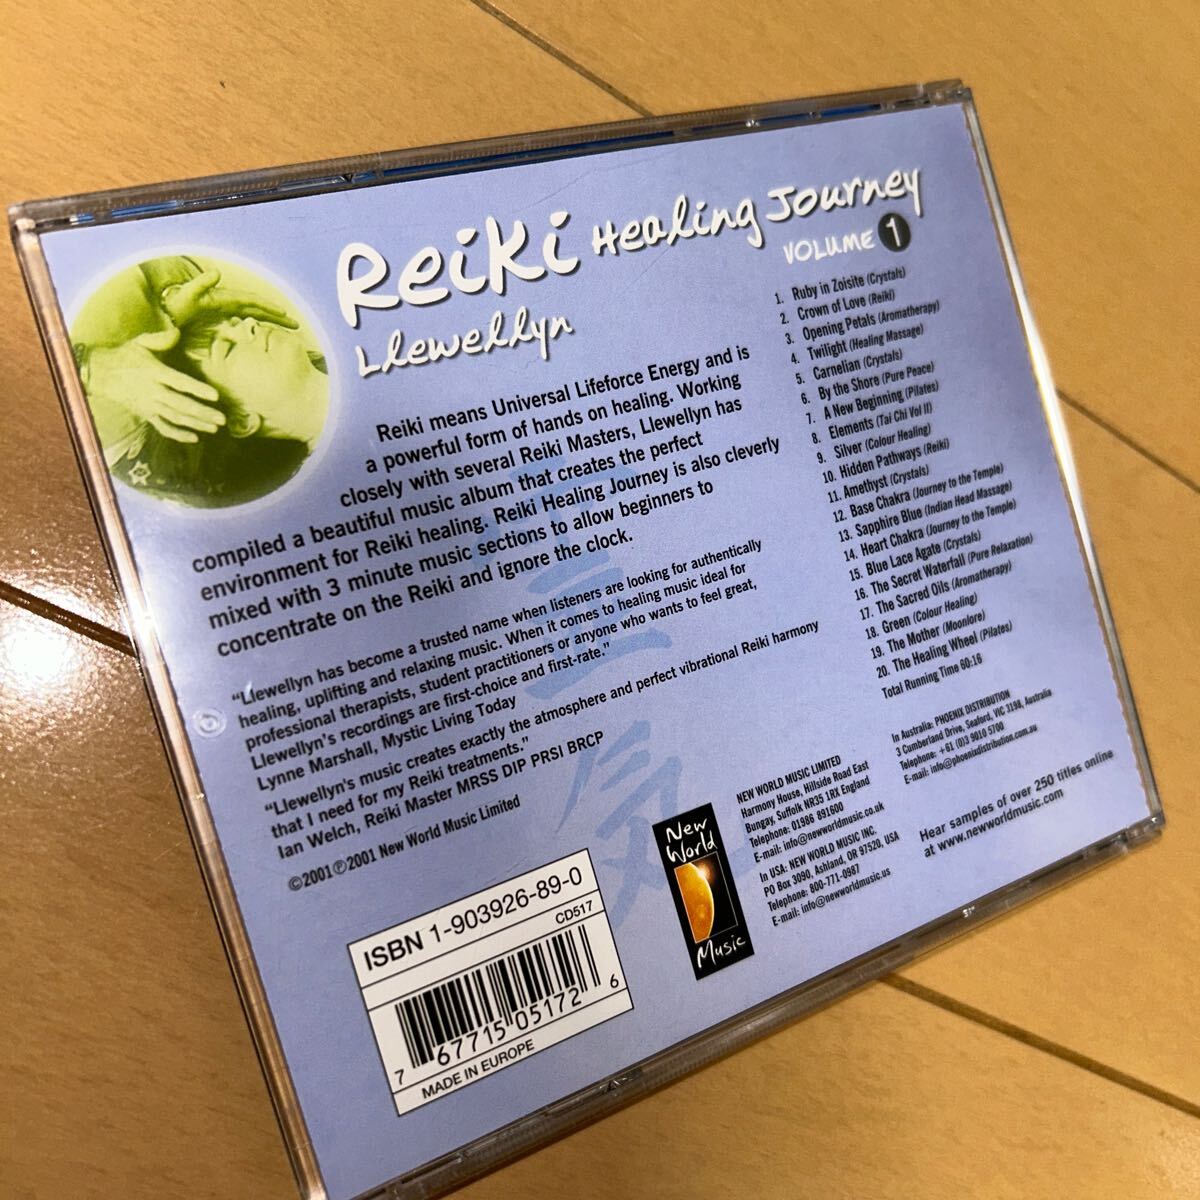 Reiki Healing Journey
VOLUME 1
Llewellyn
Reiki means Universal Lifeforce Energy and is
a powerful form of hands on healing. Working
closely with several Reiki Masters, Llewellyn has
compiled a beautiful music album that creates the perfect
environment for Reiki healing. Reiki Healing Journey is also cleverly
mixed with 3 minute music sections to allow beginners to
concentrate on the Reiki and ignore the clock.
“Llewellyn has become a trusted name when listeners are looking for authentically
healing, uplifting and relaxing music. When it comes to healing music ideal for
professional therapists, student practitioners or anyone who wants to feel great,
Llewellyn's recordings are first-choice and first-rate.”
Lynne Marshall, Mystic Living Today
“Llewellyn's music creates exactly the atmosphere and perfect vibrational Reiki harmony
that I need for my Reiki treatments.”
Ian Welch, Reiki Master MRSS DIP PRSI BRCP
©2001 ℗2001 New World Music Limited
1. Ruby in Zoisite (Crystals)
2. Crown of Love (Reiki)
3. Opening Petals (Aromatherapy)
4. Twilight (Healing Massage)
5. Carnelian (Crystals)
6. By the Shore (Pure Peace)
7. A New Beginning (Pilates)
8. Elements (Tai Chi Vol II)
9. Silver (Colour Healing)
10. Hidden Pathways (Reiki)
11. Amethyst (Crystals)
12. Base Chakra (Journey to the Temple)
13. Sapphire Blue (Indian Head Massage)
14. Heart Chakra (Journey to the Temple)
15. Blue Lace Agate (Crystals)
16. The Secret Waterfall (Pure Relaxation)
17. The Sacred Oils (Aromatherapy)
18. Green (Colour Healing)
19. The Mother (Moonlore)
20. The Healing Wheel (Pilates)
Total Running Time 60:16
In Australia: PHOENIX DISTRIBUTION
3 Cumberland Drive, Seaford, VIC 3198, Australia
Telephone: +61 (0)3 9010 5700
E-mail: info@phoenixdistribution.com.au
NEW WORLD MUSIC LIMITED
Harmony House, Hillside Road East
Bungay, Suffolk NR35 1RX England
Telephone: 01986 891600
E-mail: info@newworldmusic.co.uk
In USA: NEW WORLD MUSIC INC.
PO Box 3090, Ashland, OR 97520, USA
Telephone: 800-771-0987
E-mail: info@newworldmusic.us
Hear samples of over 250 titles online
at www.newworldmusic.com
New
World
Music
ISBN 1-903926-89-0
CD517
7 67715 05172 6
MADE IN EUROPE